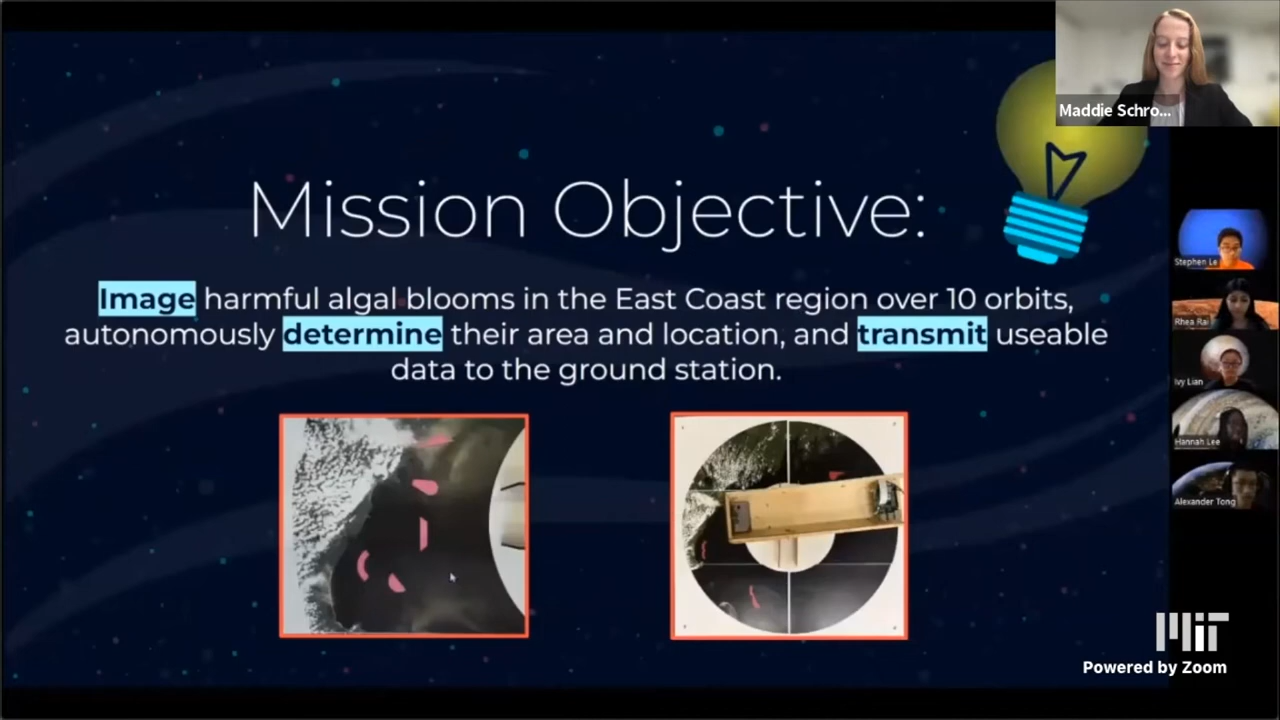 Mission Objective:
Image harmful algal blooms in the East Coast region over 10 orbits,
autonomously determine their area and location, and transmit useable
data to the ground station.
Maddie Schro...
Stephen Le
Rhea Rai
Ivy Lian
Hannah Lee
Alexander Tong
MIT
Powered by Zoom